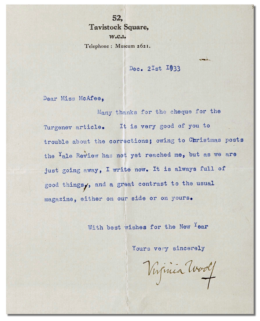 52,
Tavistock Square,
W.C.1.
Telephone: Museum 2621.
Dec. 21st 1933
Dear Miss McAfee,
Many thanks for the cheque for the
Turgenev article. It is very good of you to
trouble about the corrections; owing to Christmas posts
the Yale Review has not yet reached me, but as we are
just going away, I write now. It is always full of
good things, and a great contrast to the usual
magazine, either on our side or on yours.
With best wishes for the New Year
Yours very sincerely
Virginia Woolf